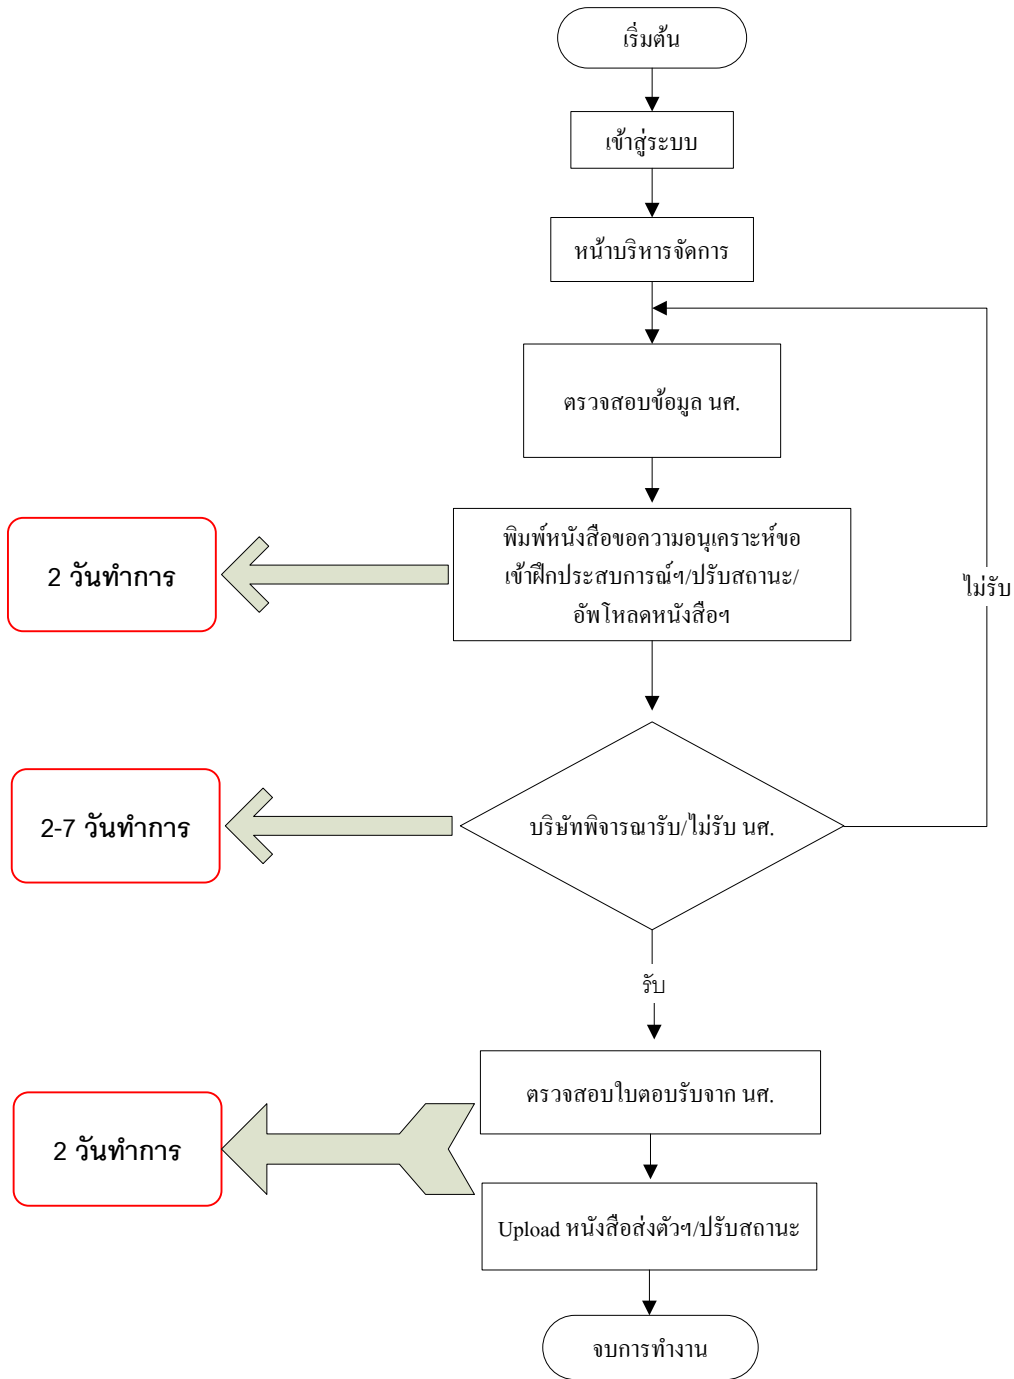 เริ่มต้น
เข้าสู่ระบบ
หน้าบริหารจัดการ
ตรวจสอบข้อมูล นศ.
พิมพ์หนังสือขอความอนุเคราะห์ขอ
เข้าฝึกประสบการณ์ฯ/ปรับสถานะ/
อัพโหลดหนังสือฯ
2 วันทำการ
ไม่รับ
บริษัทพิจารณารับ/ไม่รับ นศ.
2-7 วันทำการ
รับ
ตรวจสอบใบตอบรับจาก นศ.
2 วันทำการ
Upload หนังสือส่งตัวฯ/ปรับสถานะ
จบการทำงาน